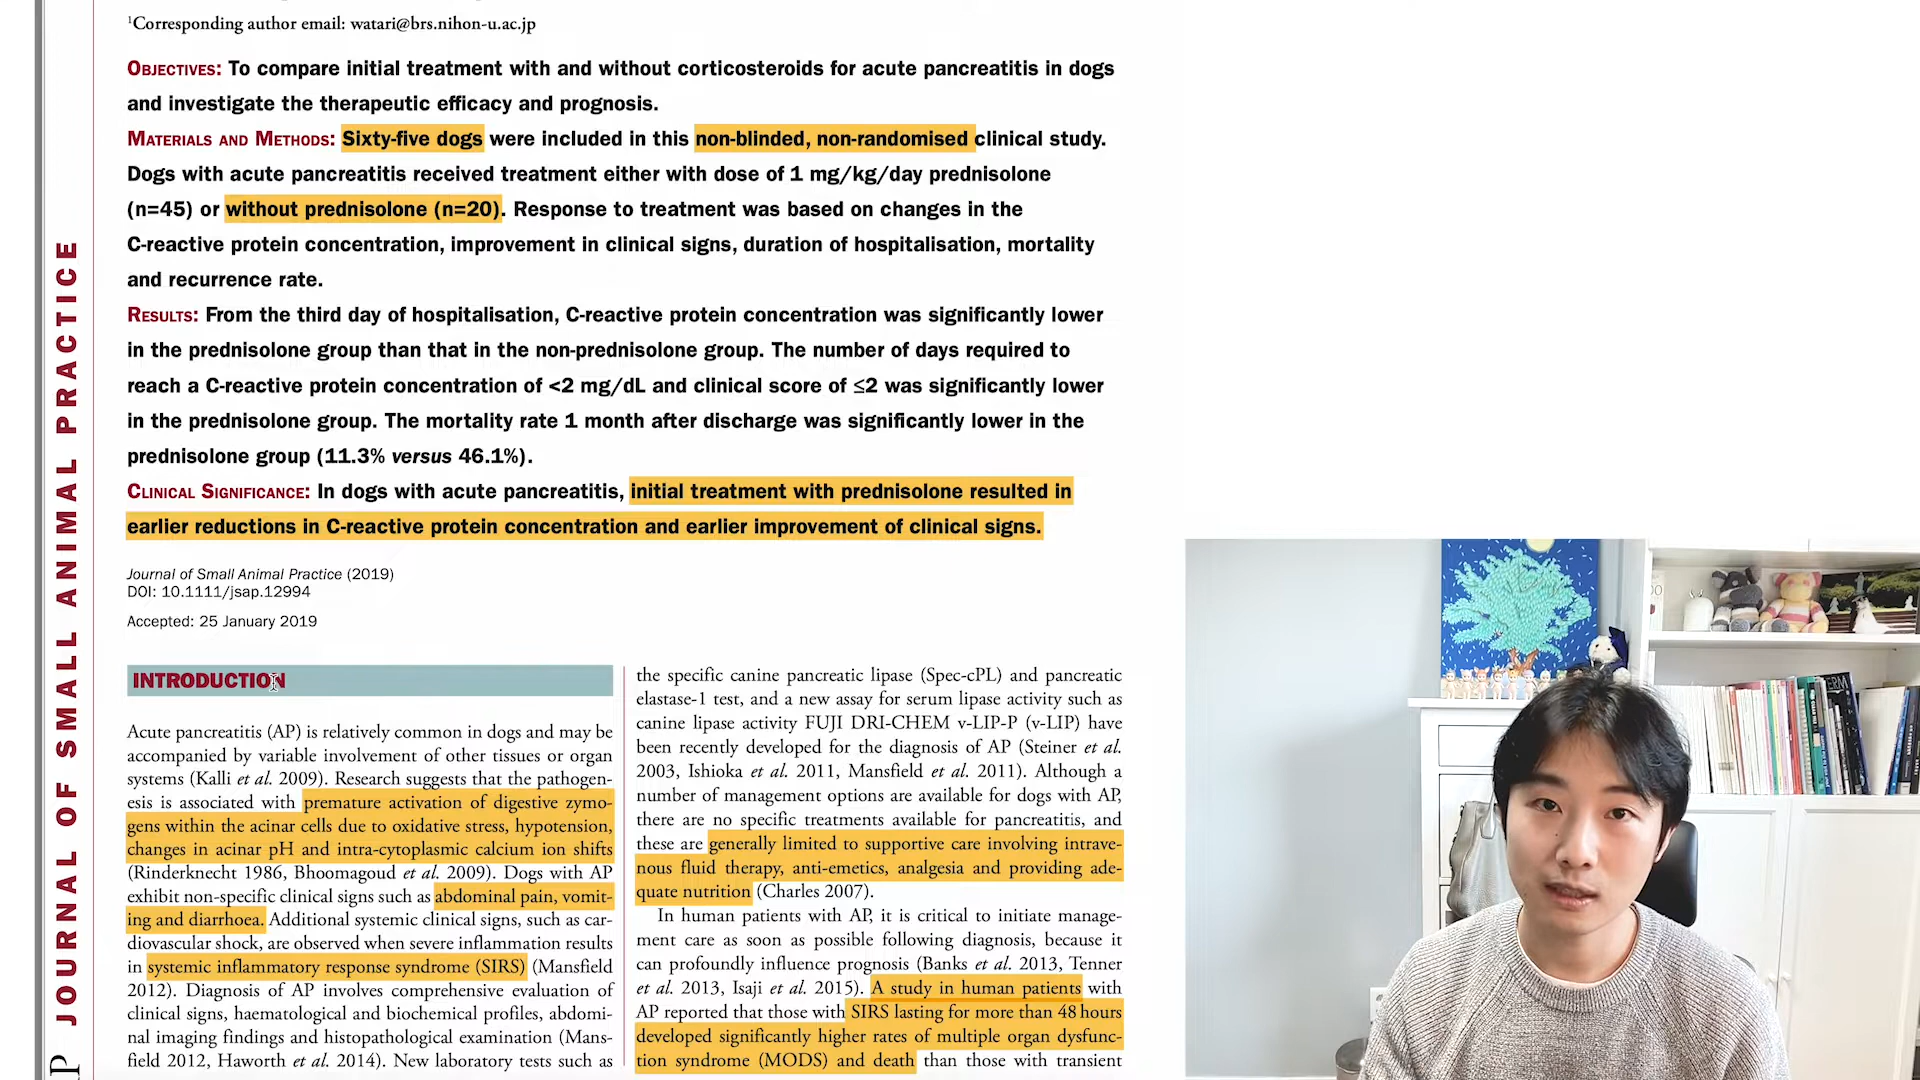 ¹Corresponding author email: watari@brs.nihon-u.ac.jp
OBJECTIVES: To compare initial treatment with and without corticosteroids for acute pancreatitis in dogs
and investigate the therapeutic efficacy and prognosis.
MATERIALS AND METHODS: Sixty-five dogs were included in this non-blinded, non-randomised clinical study.
Dogs with acute pancreatitis received treatment either with dose of 1 mg/kg/day prednisolone
(n=45) or without prednisolone (n=20). Response to treatment was based on changes in the
C-reactive protein concentration, improvement in clinical signs, duration of hospitalisation, mortality
and recurrence rate.
RESULTS: From the third day of hospitalisation, C-reactive protein concentration was significantly lower
in the prednisolone group than that in the non-prednisolone group. The number of days required to
reach a C-reactive protein concentration of <2 mg/dL and clinical score of ≤2 was significantly lower
in the prednisolone group. The mortality rate 1 month after discharge was significantly lower in the
prednisolone group (11.3% versus 46.1%).
CLINICAL SIGNIFICANCE: In dogs with acute pancreatitis, initial treatment with prednisolone resulted in
earlier reductions in C-reactive protein concentration and earlier improvement of clinical signs.
Journal of Small Animal Practice (2019)
DOI: 10.1111/jsap.12994
Accepted: 25 January 2019
JOURNAL OF SMALL ANIMAL PRACTICE
INTRODUCTION
Acute pancreatitis (AP) is relatively common in dogs and may be
accompanied by variable involvement of other tissues or organ
systems (Kalli et al. 2009). Research suggests that the pathogen-
esis is associated with premature activation of digestive zymo-
gens within the acinar cells due to oxidative stress, hypotension,
changes in acinar pH and intra-cytoplasmic calcium ion shifts
(Rinderknecht 1986, Bhoomagoud et al. 2009). Dogs with AP
exhibit non-specific clinical signs such as abdominal pain, vomit-
ing and diarrhoea. Additional systemic clinical signs, such as car-
diovascular shock, are observed when severe inflammation results
in systemic inflammatory response syndrome (SIRS) (Mansfield
2012). Diagnosis of AP involves comprehensive evaluation of
clinical signs, haematological and biochemical profiles, abdomi-
nal imaging findings and histopathological examination (Mans-
field 2012, Haworth et al. 2014). New laboratory tests such as
the specific canine pancreatic lipase (Spec-cPL) and pancreatic
elastase-1 test, and a new assay for serum lipase activity such as
canine lipase activity FUJI DRI-CHEM v-LIP-P (v-LIP) have
been recently developed for the diagnosis of AP (Steiner et al.
2003, Ishioka et al. 2011, Mansfield et al. 2011). Although a
number of management options are available for dogs with AP,
there are no specific treatments available for pancreatitis, and
these are generally limited to supportive care involving intrave-
nous fluid therapy, anti-emetics, analgesia and providing ade-
quate nutrition (Charles 2007).
In human patients with AP, it is critical to initiate manage-
ment care as soon as possible following diagnosis, because it
can profoundly influence prognosis (Banks et al. 2013, Tenner
et al. 2013, Isaji et al. 2015). A study in human patients with
AP reported that those with SIRS lasting for more than 48 hours
developed significantly higher rates of multiple organ dysfunc-
tion syndrome (MODS) and death than those with transient